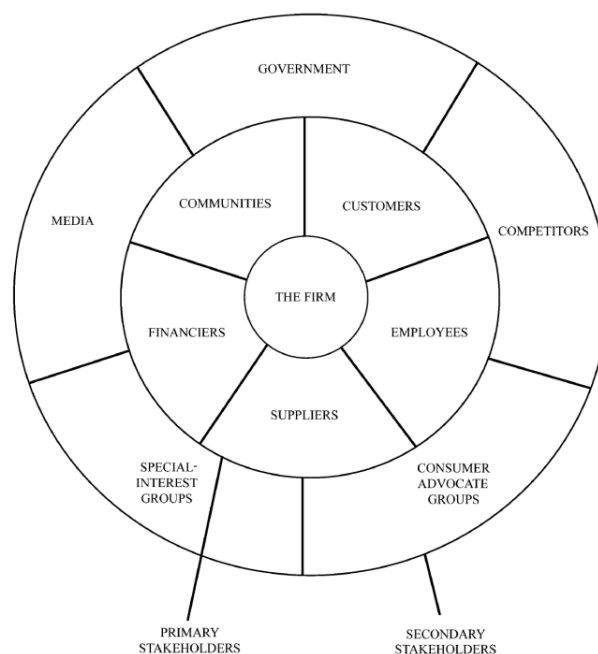 GOVERNMENT
COMMUNITIES
CUSTOMERS
MEDIA
COMPETITORS
THE FIRM
FINANCIERS
EMPLOYEES
SUPPLIERS
SPECIAL-
INTEREST
GROUPS
CONSUMER
ADVOCATE
GROUPS
PRIMARY
STAKEHOLDERS
SECONDARY
STAKEHOLDERS